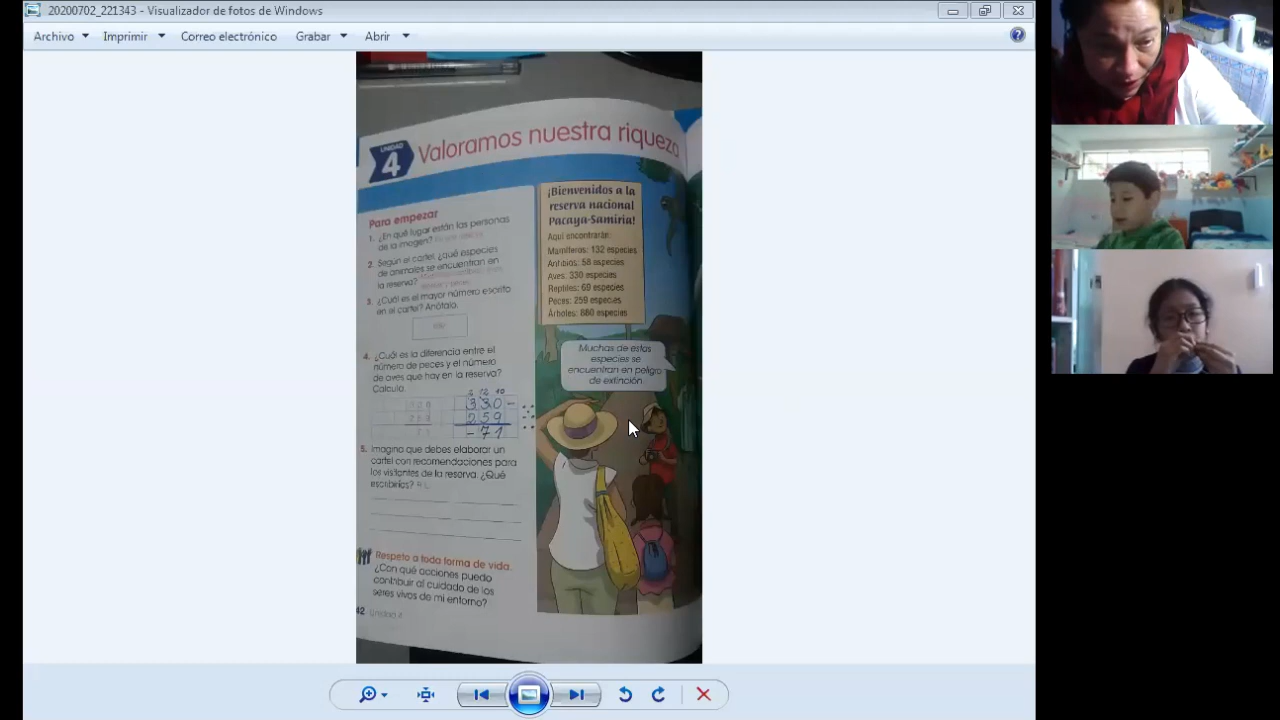 20200702_221343 - Visualizador de fotos de Windows
Archivo Imprimir Correo electrónico Grabar Abrir
UNIDAD
4
Valoramos nuestra riqueza
Para empezar
1. ¿En qué lugar están las personas
de la imagen?
2. Según el cartel ¿qué especies
de animales se encuentran en
la reserva?
3. ¿Cuál es el mayor número escrito
en el cartel? Anótalo.
4. ¿Cuál es la diferencia entre el
número de peces y el número
de aves que hay en la reserva?
Calcula.
330 -
259
- 71
5. Imagina que debes elaborar un
cartel con recomendaciones para
los visitantes de la reserva. ¿Qué
escribirías?
Respeto a toda forma de vida.
¿Con qué acciones puedo
contribuir al cuidado de los
seres vivos de mi entorno?
42 Unidad 4
¡Bienvenidos a la
reserva nacional
Pacaya-Samiria!
Aquí encontrarán:
Mamíferos: 132 especies
Anfibios: 58 especies
Aves: 330 especies
Reptiles: 69 especies
Peces: 259 especies
Árboles: 880 especies
Muchas de estas
especies se
encuentran en peligro
de extinción.